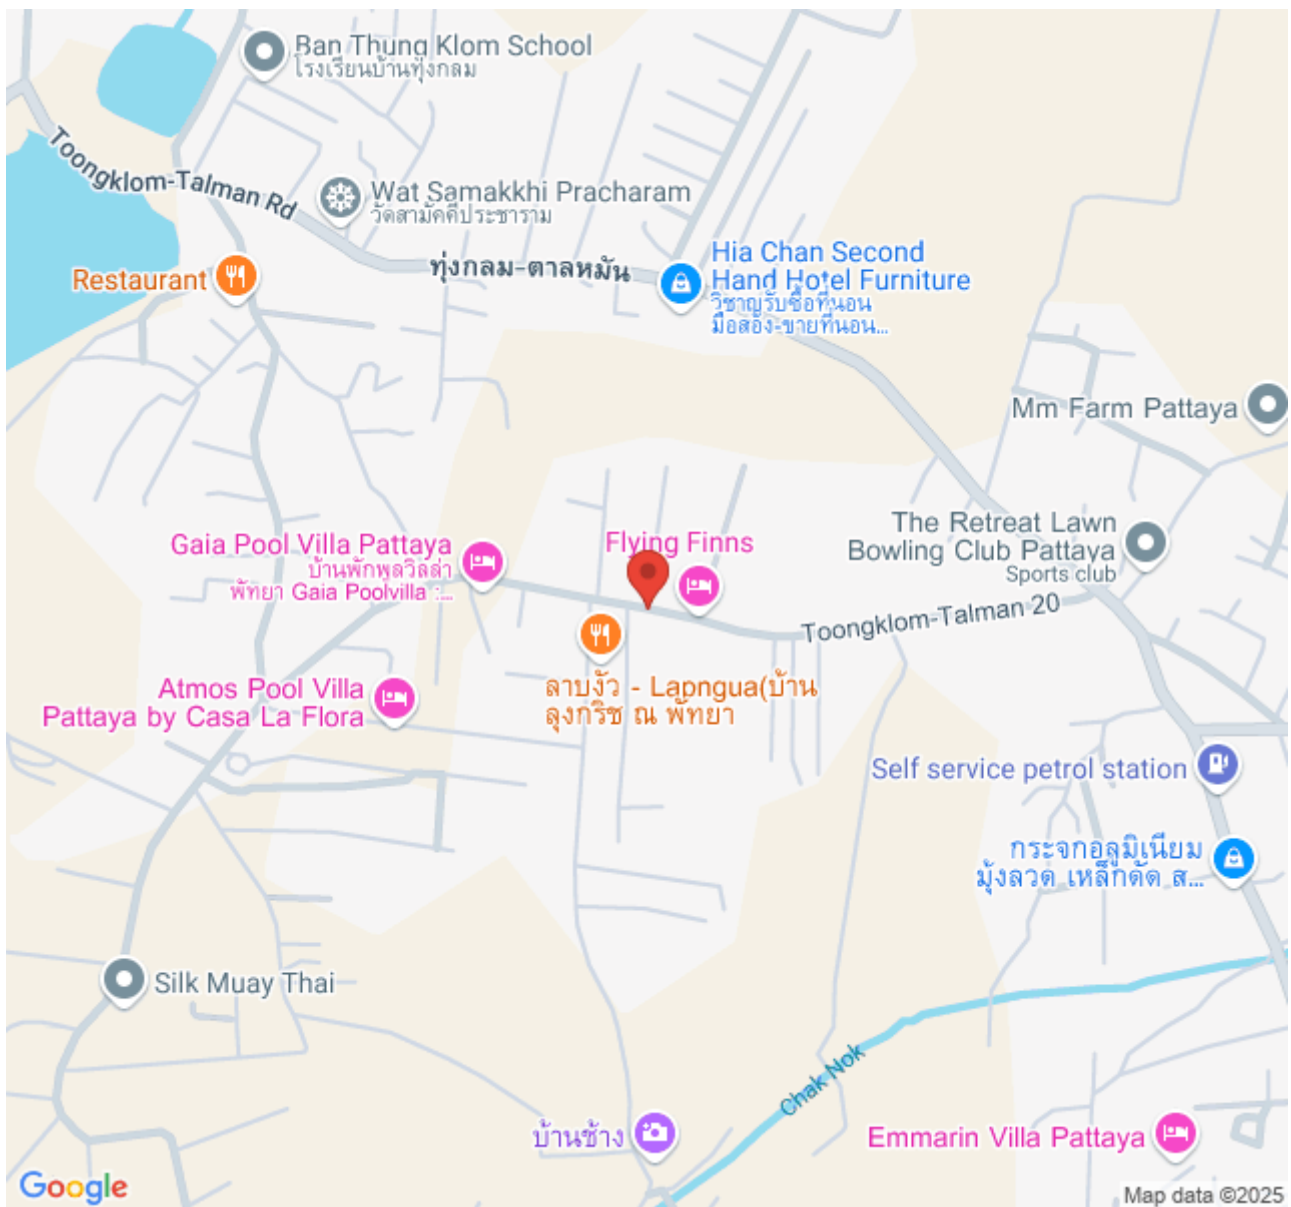 Ban Thung Klom School
โรงเรียนบ้านทุ่งกลม
Toongklom-Talman Rd
Wat Samakkhi Pracharam
วัดสามัคคีประชาราม
ทุ่งกลม-ตาลหมัน
Hia Chan Second
Hand Hotel Furniture
วิชาญรับซื้อที่นอน
มือสอง-ขายที่นอน...
Restaurant
Mm Farm Pattaya
The Retreat Lawn
Bowling Club Pattaya
Sports club
Gaia Pool Villa Pattaya
บ้านพักพูลวิลล่า
พัทยา Gaia Poolvilla :...
Flying Finns
Toongklom-Talman 20
ลาบงัว - Lapngua(บ้าน
ลุงกริช ณ พัทยา
Atmos Pool Villa
Pattaya by Casa La Flora
Self service petrol station
กระจกอลูมิเนียม
มุ้งลวด เหล็กดัด ส...
Silk Muay Thai
Chak Nok
บ้านช้าง
Emmarin Villa Pattaya
Google
Map data ©2025